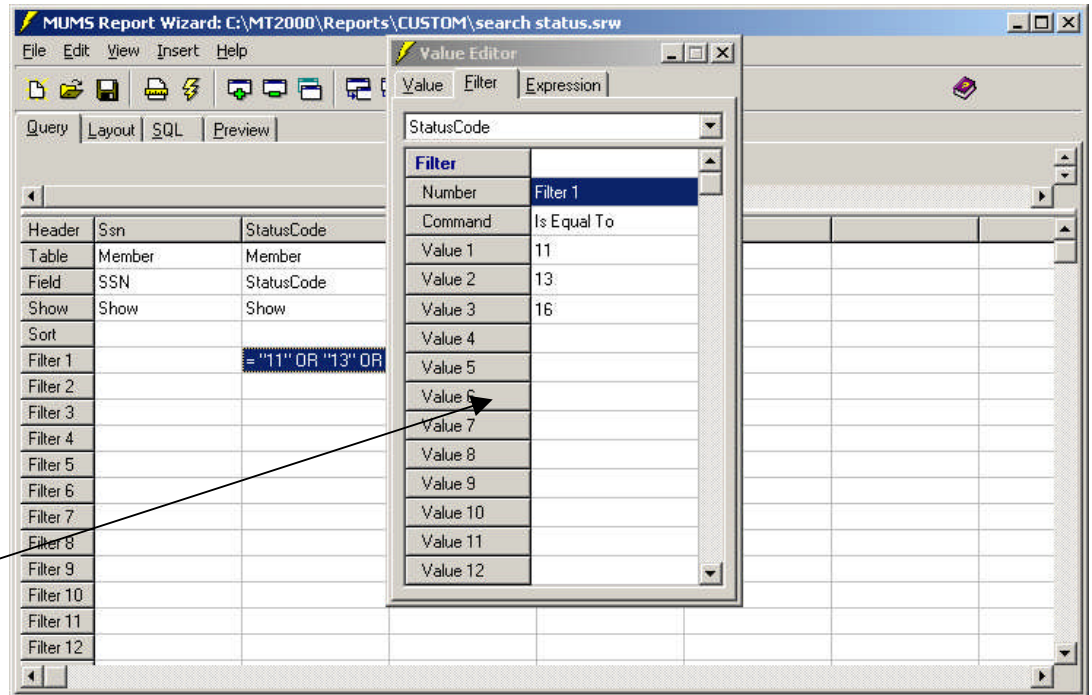 MUMS Report Wizard: C:\MT2000\Reports\CUSTOM\search status.srw
File Edit View Insert Help
Query Layout SQL Preview
Header Ssn StatusCode
Table Member Member
Field SSN StatusCode
Show Show Show
Sort
Filter 1 = "11" OR "13" OR
Filter 2
Filter 3
Filter 4
Filter 5
Filter 6
Filter 7
Filter 8
Filter 9
Filter 10
Filter 11
Filter 12
Value Editor
Value Filter Expression
StatusCode
Filter
Number Filter 1
Command Is Equal To
Value 1 11
Value 2 13
Value 3 16
Value 4
Value 5
Value 6
Value 7
Value 8
Value 9
Value 10
Value 11
Value 12